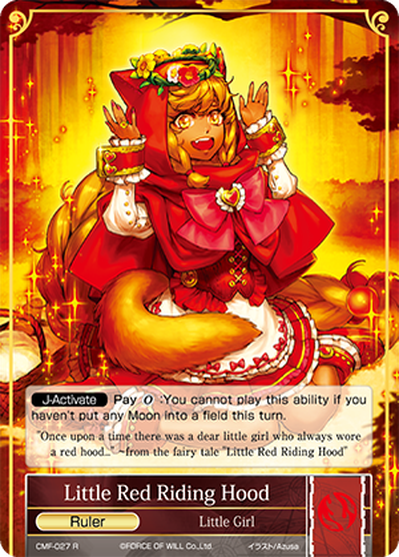 J-Activate Pay 0 :You cannot play this ability if you
haven't put any Moon into a field this turn.
"Once upon a time there was a dear little girl who always wore
a red hood..." ~from the fairy tale "Little Red Riding Hood"
Little Red Riding Hood
Ruler Little Girl
CMF-027 R ©FORCE OF WILL Co.,Ltd. イラスト/Azusa